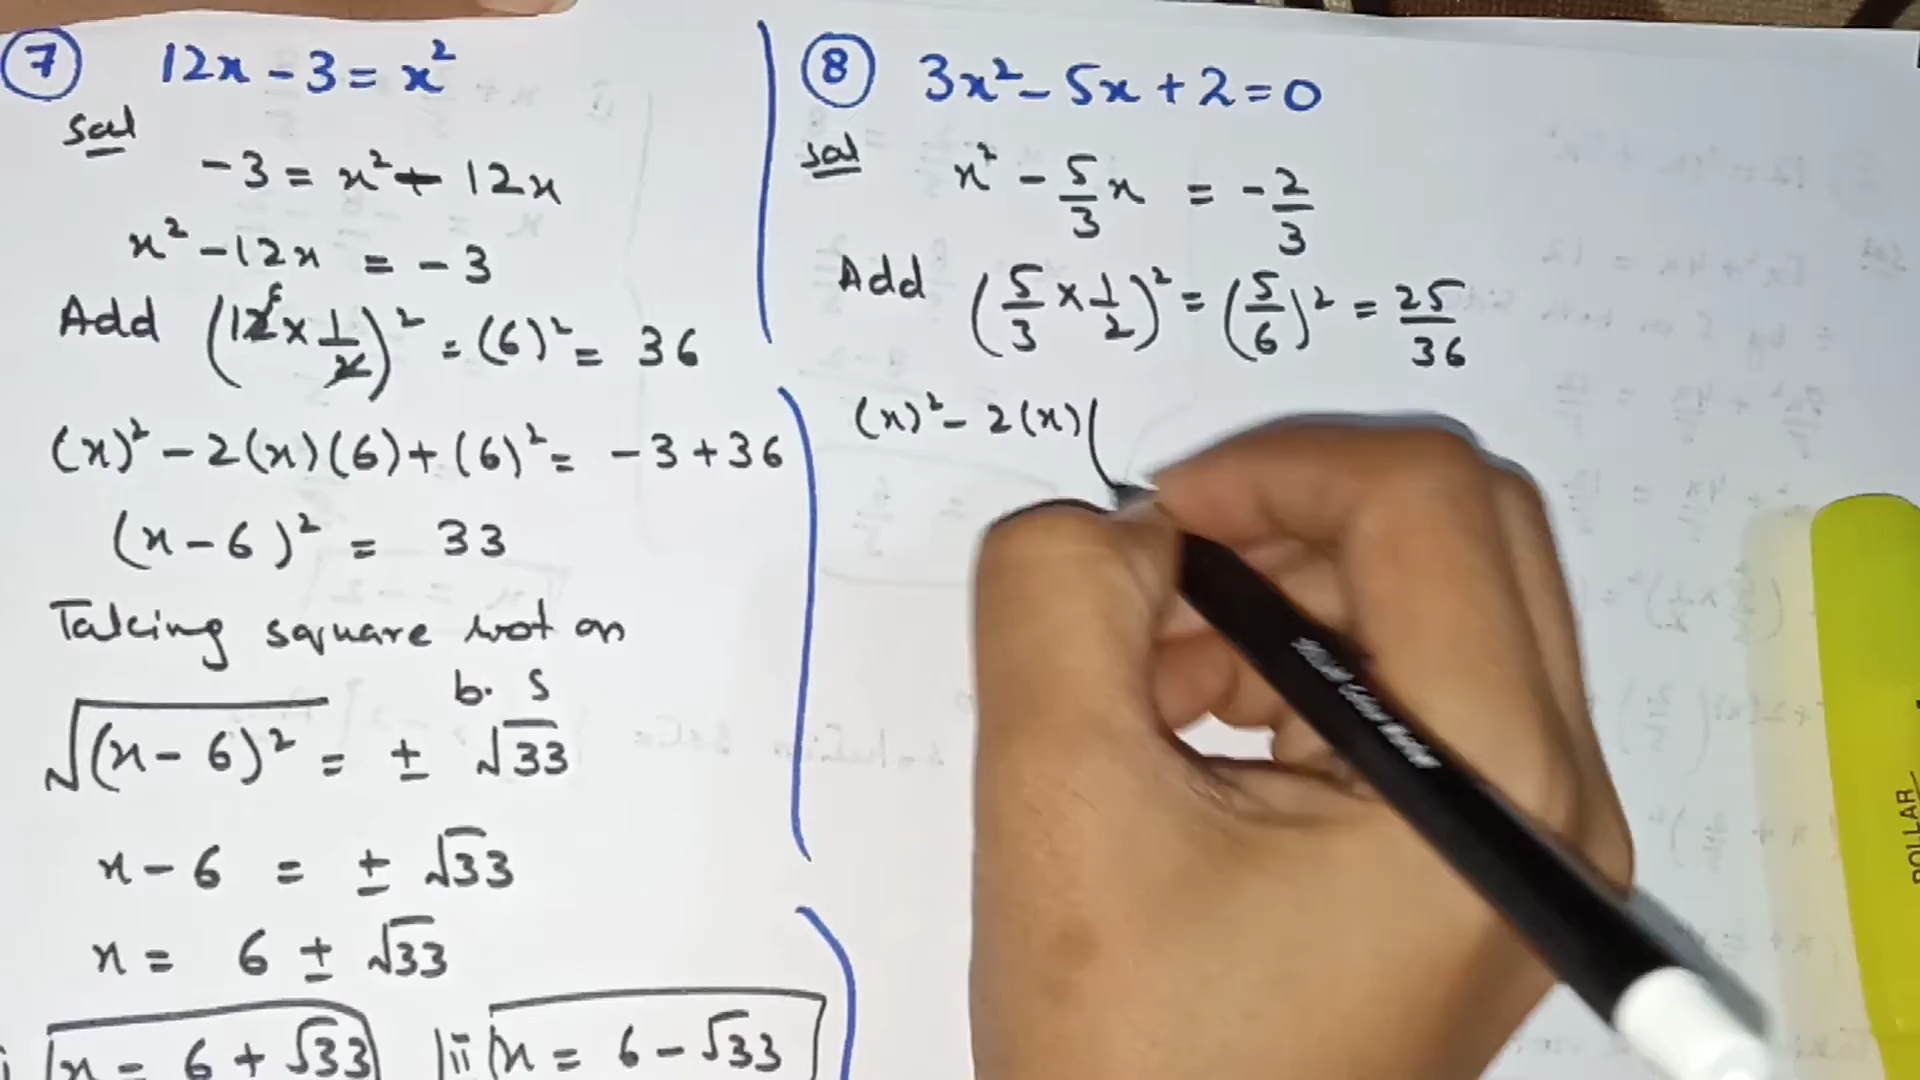 7 12x - 3 = x²
Sol
-3 = x² - 12x
x² - 12x = -3
Add (12 × 1/2)² = (6)² = 36
(x)² - 2(x)(6) + (6)² = -3 + 36
(x - 6)² = 33
Taking square root on
b. s
√(x - 6)² = ± √33
x - 6 = ± √33
x = 6 ± √33
x = 6 + √33 | ii x = 6 - √33
8 3x² - 5x + 2 = 0
Sol
x² - 5/3 x = -2/3
Add (5/3 × 1/2)² = (5/6)² = 25/36
(x)² - 2(x)(
DOLLAR